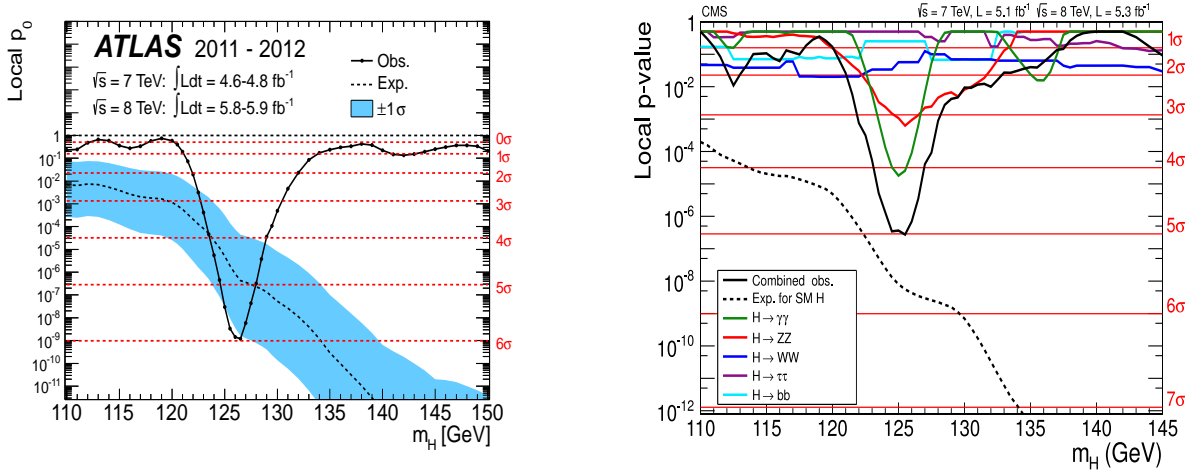 ATLAS 2011 - 2012
√s = 7 TeV: ∫Ldt = 4.6-4.8 fb⁻¹
√s = 8 TeV: ∫Ldt = 5.8-5.9 fb⁻¹
Obs.
Exp.
±1σ
Local p₀
1
10⁻¹
10⁻²
10⁻³
10⁻⁴
10⁻⁵
10⁻⁶
10⁻⁷
10⁻⁸
10⁻⁹
10⁻¹⁰
10⁻¹¹
0σ
1σ
2σ
3σ
4σ
5σ
6σ
110 115 120 125 130 135 140 145 150
m_H [GeV]
CMS √s = 7 TeV, L = 5.1 fb⁻¹ √s = 8 TeV, L = 5.3 fb⁻¹
Local p-value
1
10⁻²
10⁻⁴
10⁻⁶
10⁻⁸
10⁻¹⁰
10⁻¹²
1σ
2σ
3σ
4σ
5σ
6σ
7σ
Combined obs.
Exp. for SM H
H → γγ
H → ZZ
H → WW
H → ττ
H → bb
110 115 120 125 130 135 140 145
m_H (GeV)